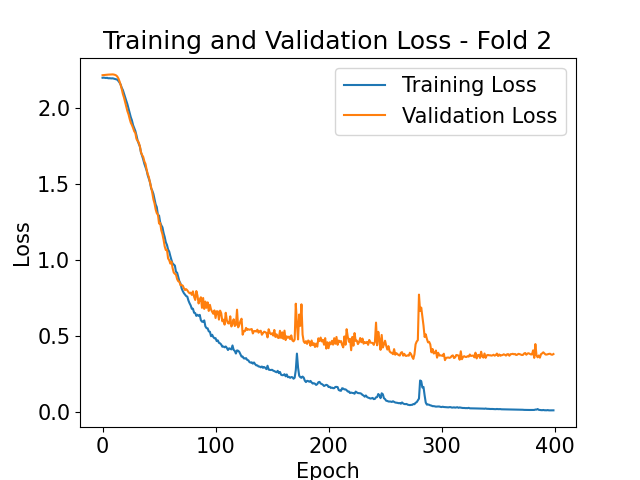 Training and Validation Loss - Fold 2
Training Loss
Validation Loss
Loss
2.0
1.5
1.0
0.5
0.0
0 100 200 300 400
Epoch